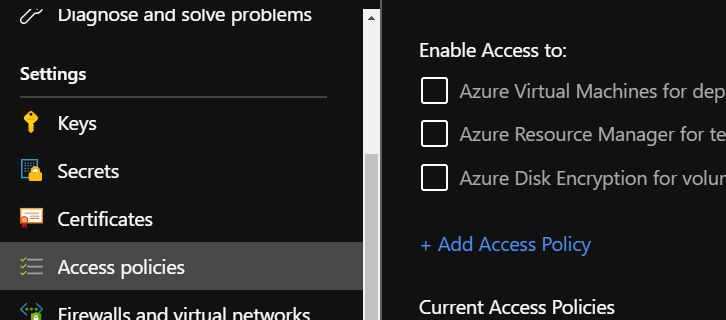 Diagnose and solve problems
Settings
Keys
Secrets
Certificates
Access policies
Firewalls and virtual networks
Enable Access to:
Azure Virtual Machines for dep
Azure Resource Manager for te
Azure Disk Encryption for volu
+ Add Access Policy
Current Access Policies